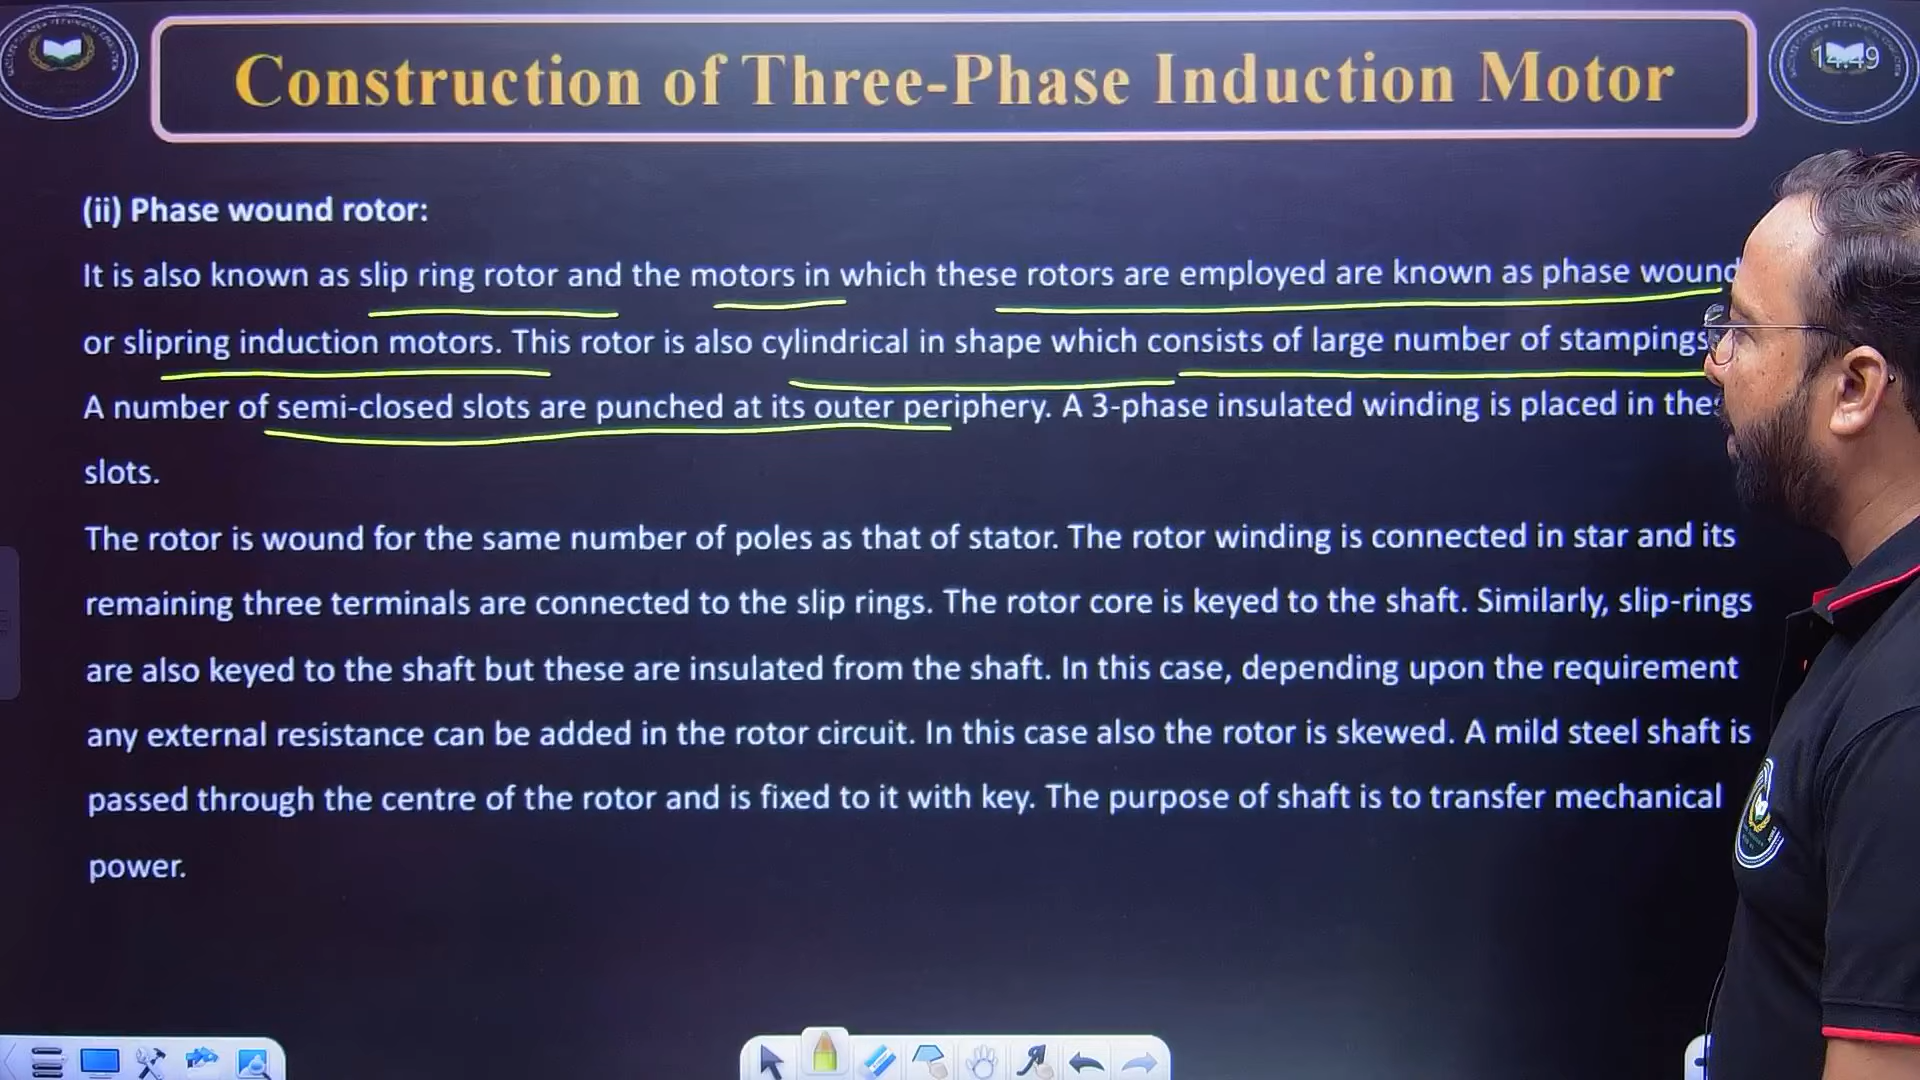 Construction of Three-Phase Induction Motor
14:49
(ii) Phase wound rotor:
It is also known as slip ring rotor and the motors in which these rotors are employed are known as phase wound
or slipring induction motors. This rotor is also cylindrical in shape which consists of large number of stampings
A number of semi-closed slots are punched at its outer periphery. A 3-phase insulated winding is placed in
slots.
The rotor is wound for the same number of poles as that of stator. The rotor winding is connected in star and its
remaining three terminals are connected to the slip rings. The rotor core is keyed to the shaft. Similarly, slip-rings
are also keyed to the shaft but these are insulated from the shaft. In this case, depending upon the requirement
any external resistance can be added in the rotor circuit. In this case also the rotor is skewed. A mild steel shaft is
passed through the centre of the rotor and is fixed to it with key. The purpose of shaft is to transfer mechanical
power.